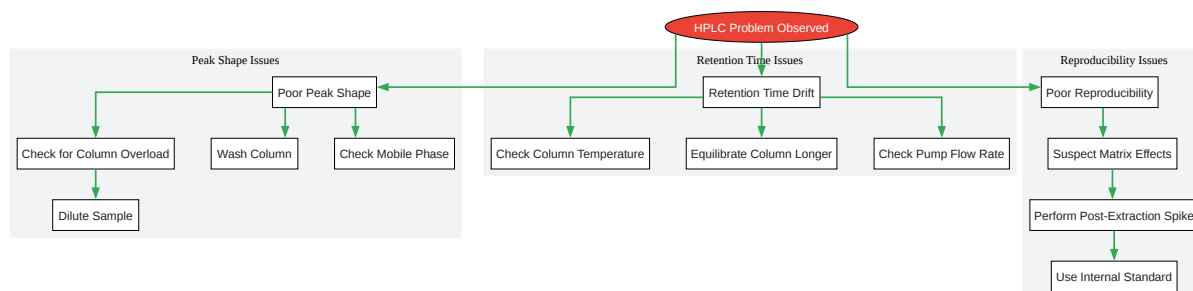 HPLC Problem Observed
Peak Shape Issues
Retention Time Issues
Reproducibility Issues
Poor Peak Shape
Retention Time Drift
Poor Reproducibility
Check for Column Overload
Wash Column
Check Mobile Phase
Check Column Temperature
Equilibrate Column Longer
Check Pump Flow Rate
Suspect Matrix Effects
Dilute Sample
Perform Post-Extraction Spike
Use Internal Standard